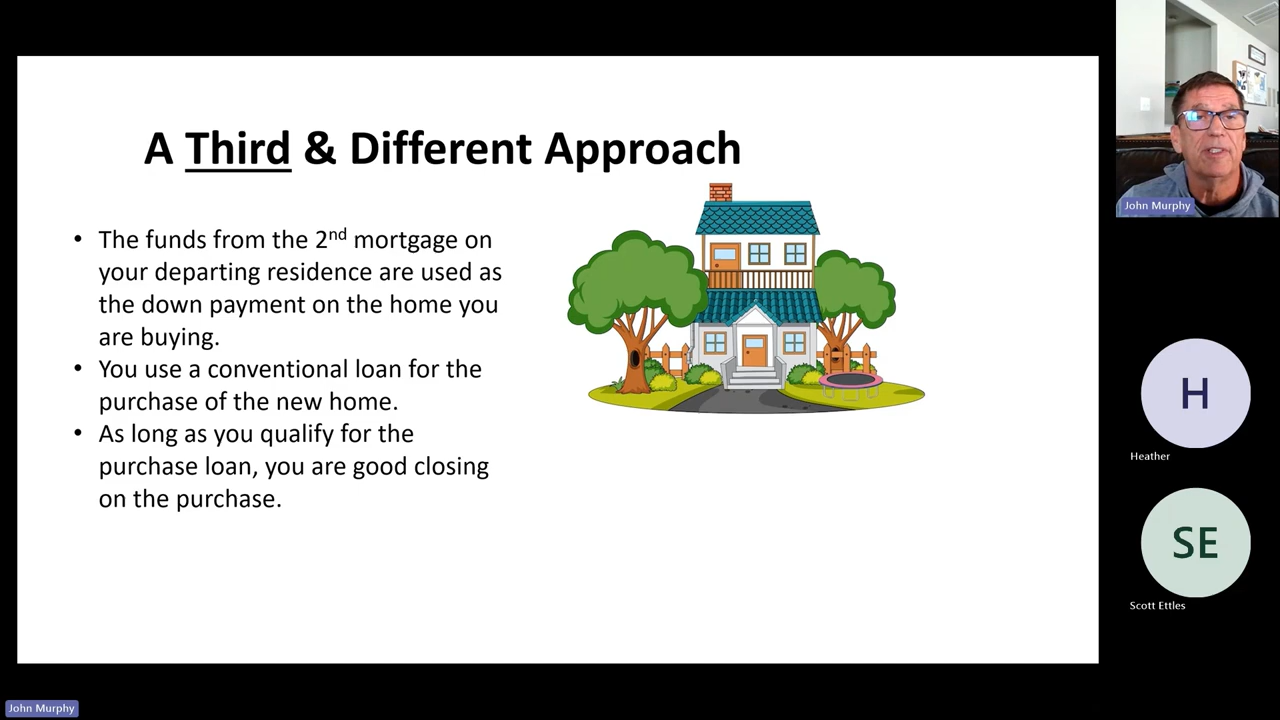 A Third & Different Approach
• The funds from the 2nd mortgage on
your departing residence are used as
the down payment on the home you
are buying.
• You use a conventional loan for the
purchase of the new home.
• As long as you qualify for the
purchase loan, you are good closing
on the purchase.
John Murphy
H
Heather
SE
Scott Ettles
John Murphy